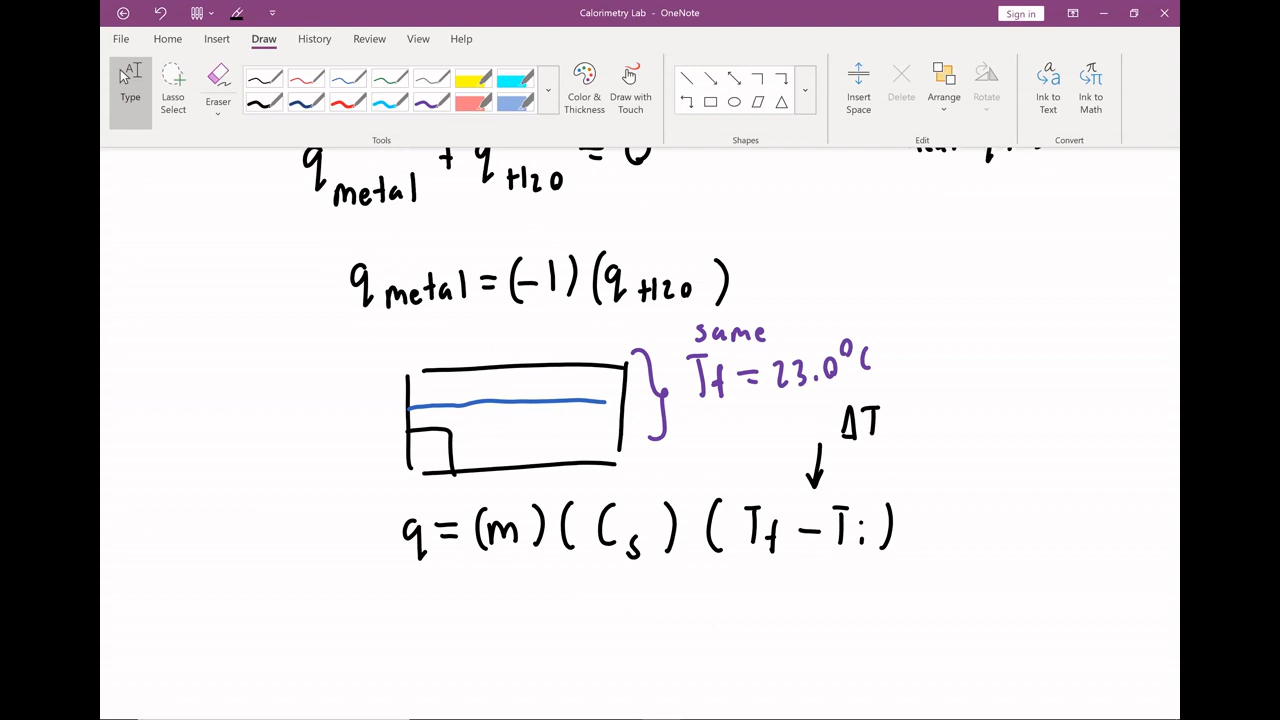 Calorimetry Lab - OneNote
Sign in
File Home Insert Draw History Review View Help
Type
Lasso Select
Eraser
Color & Thickness
Draw with Touch
Insert Space
Delete
Arrange
Rotate
Ink to Text
Ink to Math
Tools
Shapes
Edit
Convert
q metal + q H2O = 0
q metal = (-1) (q H2O )
same
Tf = 23.0°C
ΔT
q = (m) ( Cs ) ( Tf - Ti )